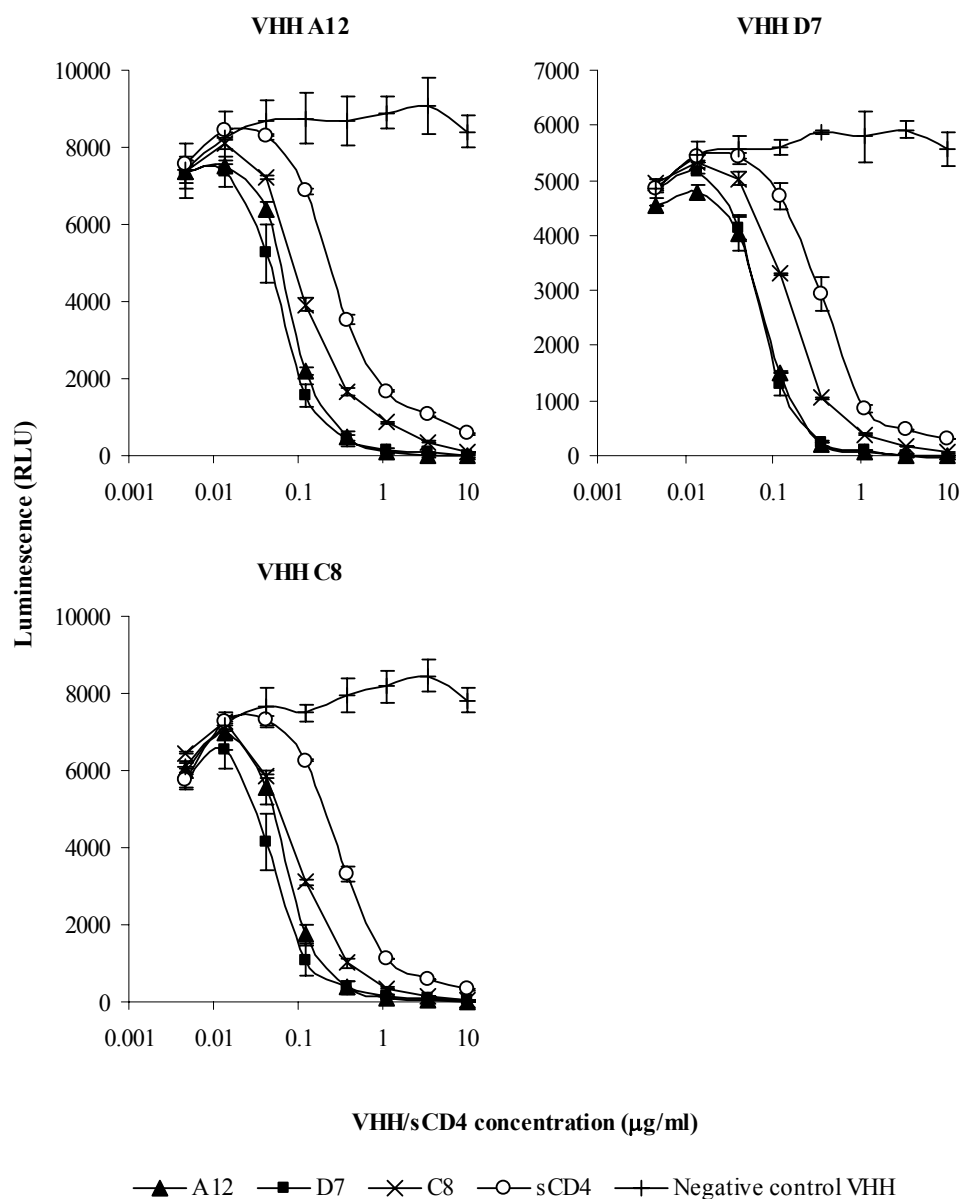 VHH A12
10000
8000
6000
4000
2000
0
0.001 0.01 0.1 1 10
VHH D7
7000
6000
5000
4000
3000
2000
1000
0
0.001 0.01 0.1 1 10
Luminescence (RLU)
VHH C8
10000
8000
6000
4000
2000
0
0.001 0.01 0.1 1 10
VHH/sCD4 concentration (μg/ml)
A12 D7 C8 sCD4 Negative control VHH